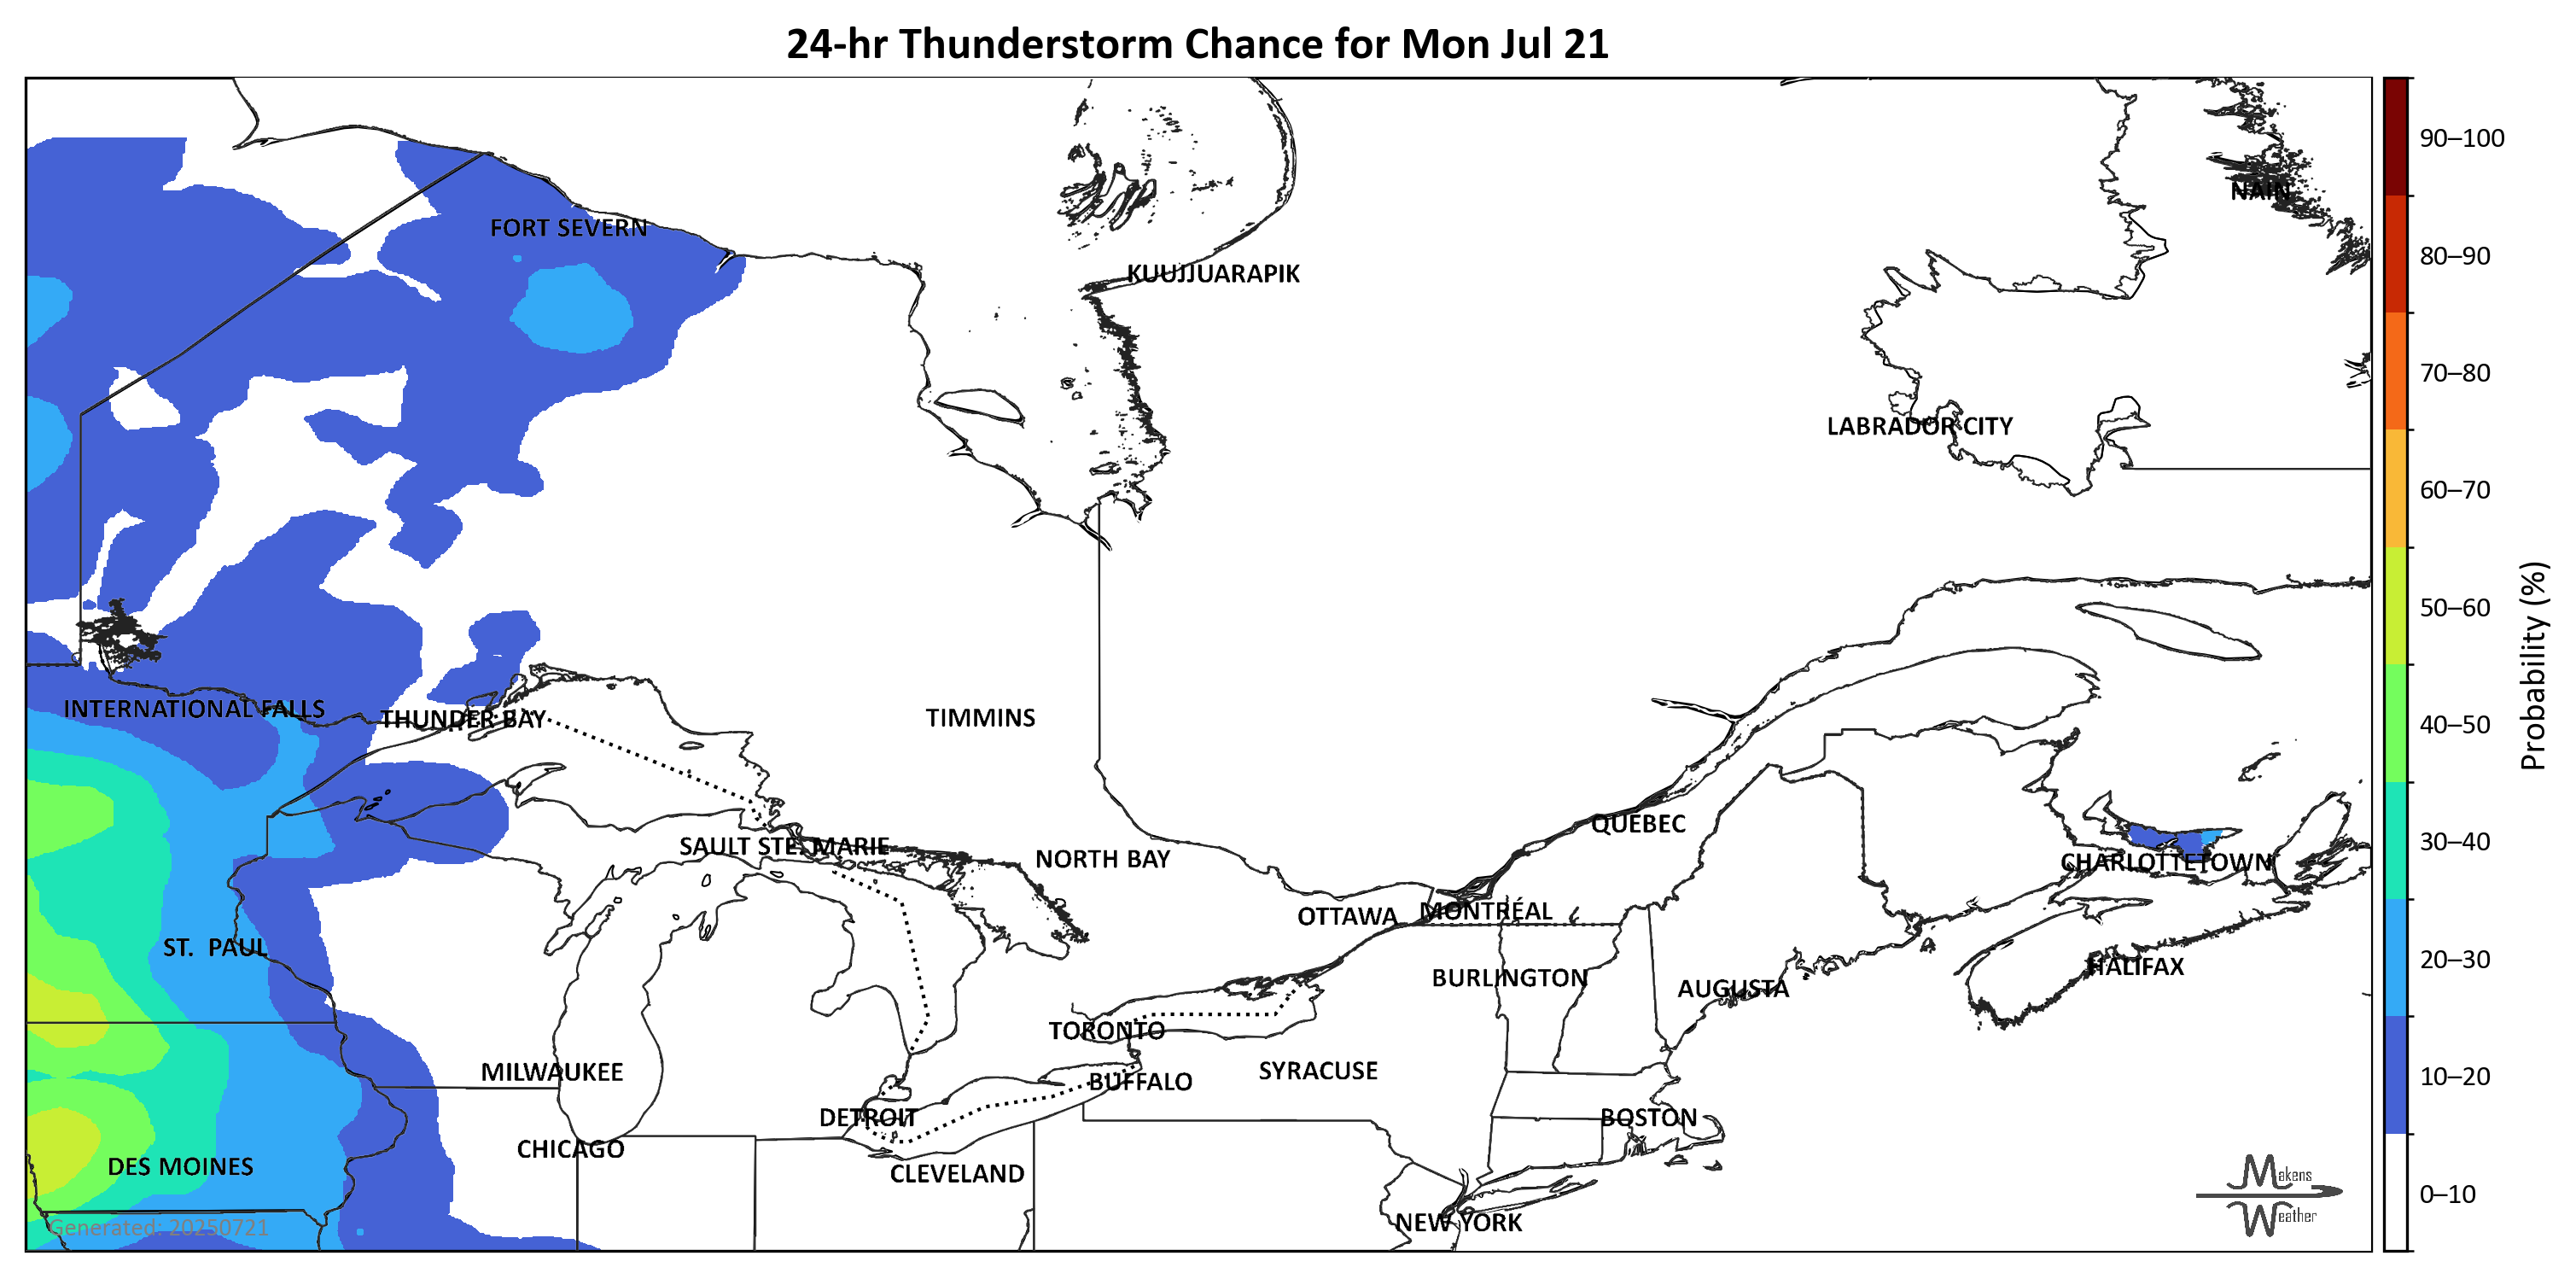 24-hr Thunderstorm Chance for Mon Jul 21
90–100
NAIN
FORT SEVERN
80–90
KUUJJUARAPIK
70–80
LABRADOR CITY
60–70
50–60
Probability (%)
INTERNATIONAL FALLS
THUNDER BAY
TIMMINS
40–50
QUEBEC
SAULT STE. MARIE
30–40
NORTH BAY
CHARLOTTETOWN
OTTAWA
MONTRÉAL
ST. PAUL
20–30
HALIFAX
BURLINGTON
AUGUSTA
TORONTO
MILWAUKEE
SYRACUSE
10–20
BUFFALO
DETROIT
BOSTON
CHICAGO
DES MOINES
CLEVELAND
Makens
Weather
0–10
NEW YORK
Generated: 20250721